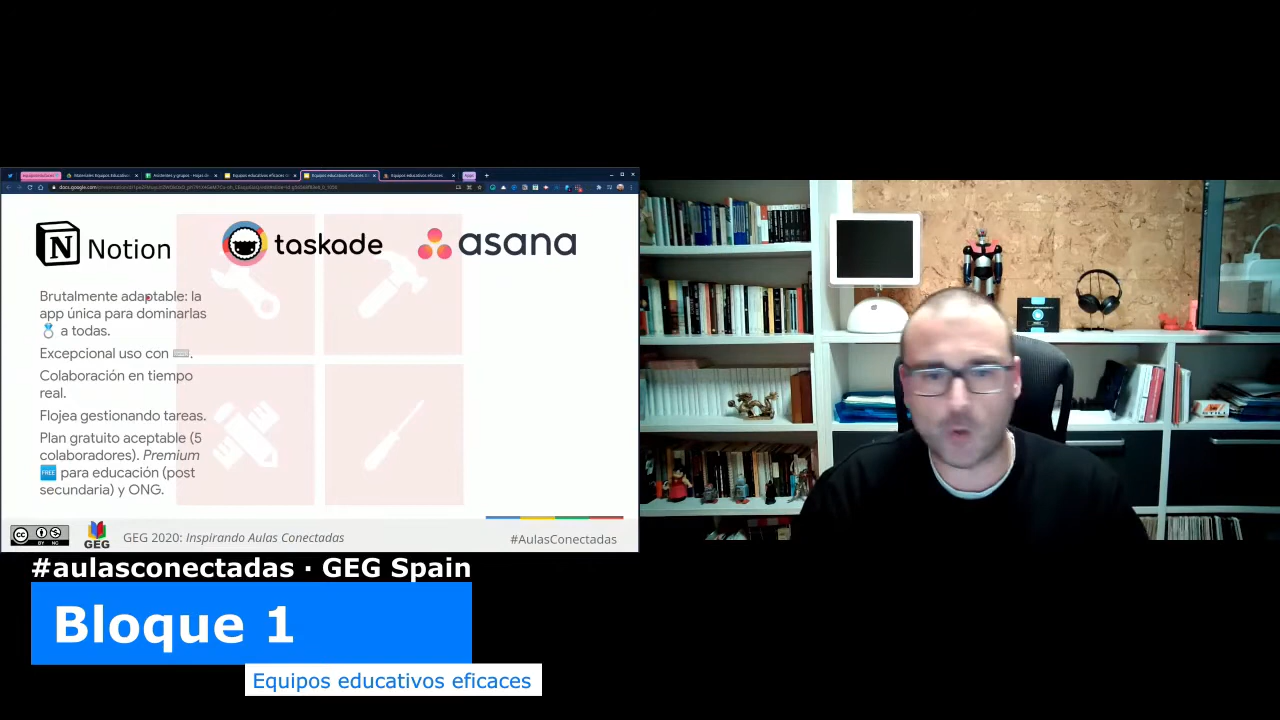 Notion
taskade
asana
Brutalmente adaptable: la
app única para dominarlas
💍 a todas.
Excepcional uso con ⌨.
Colaboración en tiempo
real.
Flojea gestionando tareas.
Plan gratuito aceptable (5
colaboradores). Premium
FREE para educación (post
secundaria) y ONG.
GEG
GEG 2020: Inspirando Aulas Conectadas
#AulasConectadas
#aulasconectadas · GEG Spain
Bloque 1
Equipos educativos eficaces